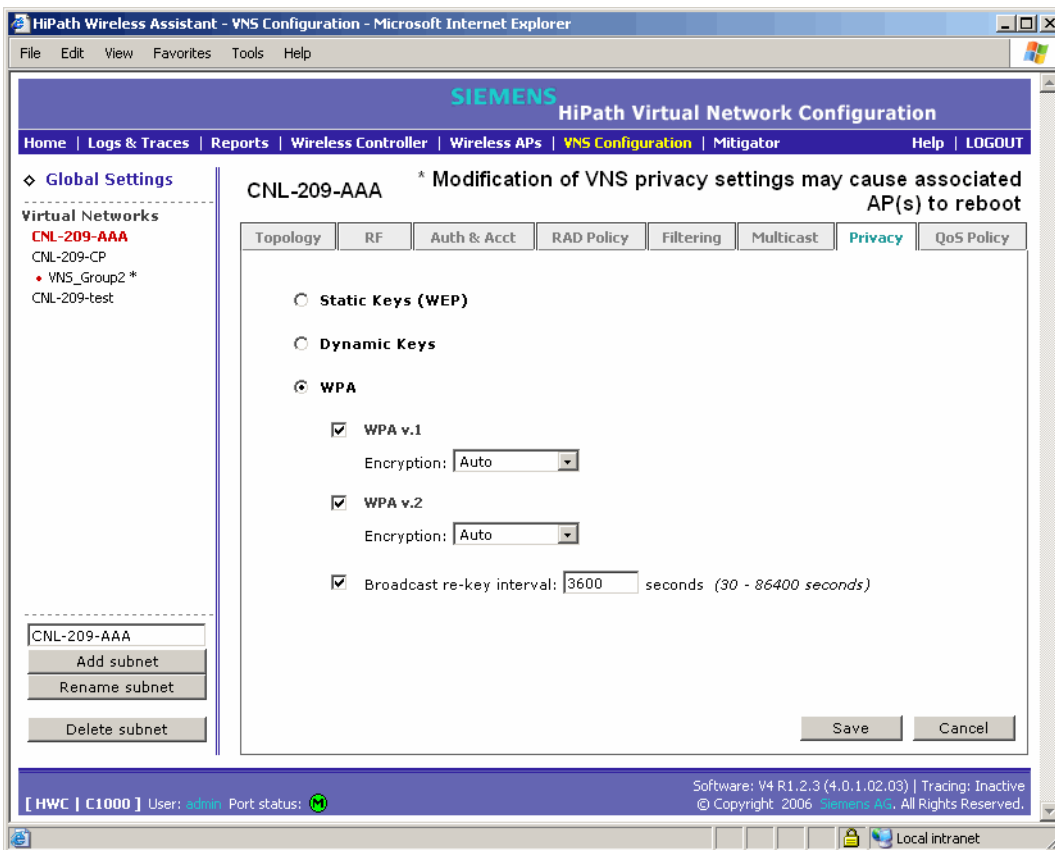 HiPath Wireless Assistant - VNS Configuration - Microsoft Internet Explorer
File Edit View Favorites Tools Help
SIEMENS
HiPath Virtual Network Configuration
Home | Logs & Traces | Reports | Wireless Controller | Wireless APs | VNS Configuration | Mitigator Help | LOGOUT
Global Settings
Virtual Networks
CNL-209-AAA
CNL-209-CP
• VNS_Group2 *
CNL-209-test
CNL-209-AAA
Add subnet
Rename subnet
Delete subnet
CNL-209-AAA
* Modification of VNS privacy settings may cause associated
AP(s) to reboot
Topology RF Auth & Acct RAD Policy Filtering Multicast Privacy QoS Policy
Static Keys (WEP)
Dynamic Keys
WPA
WPA v.1
Encryption: Auto
WPA v.2
Encryption: Auto
Broadcast re-key interval: 3600 seconds (30 - 86400 seconds)
Save Cancel
[ HWC | C1000 ] User: admin Port status: M
Software: V4 R1.2.3 (4.0.1.02.03) | Tracing: Inactive
© Copyright 2006 Siemens AG. All Rights Reserved.
Local intranet